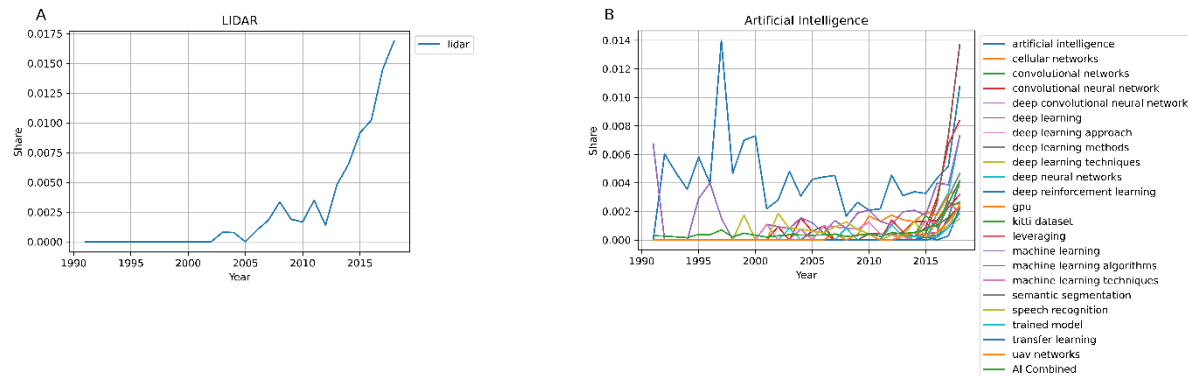 A
LIDAR
0.0175
0.0150
0.0125
0.0100
0.0075
0.0050
0.0025
0.0000
Share
1990
1995
2000
2005
2010
2015
Year
lidar
B
Artificial Intelligence
0.014
0.012
0.010
0.008
0.006
0.004
0.002
0.000
Share
1990
1995
2000
2005
2010
2015
Year
artificial intelligence
cellular networks
convolutional networks
convolutional neural network
deep convolutional neural network
deep learning
deep learning approach
deep learning methods
deep learning techniques
deep neural networks
deep reinforcement learning
gpu
kitti dataset
leveraging
machine learning
machine learning algorithms
machine learning techniques
semantic segmentation
speech recognition
trained model
transfer learning
uav networks
AI Combined